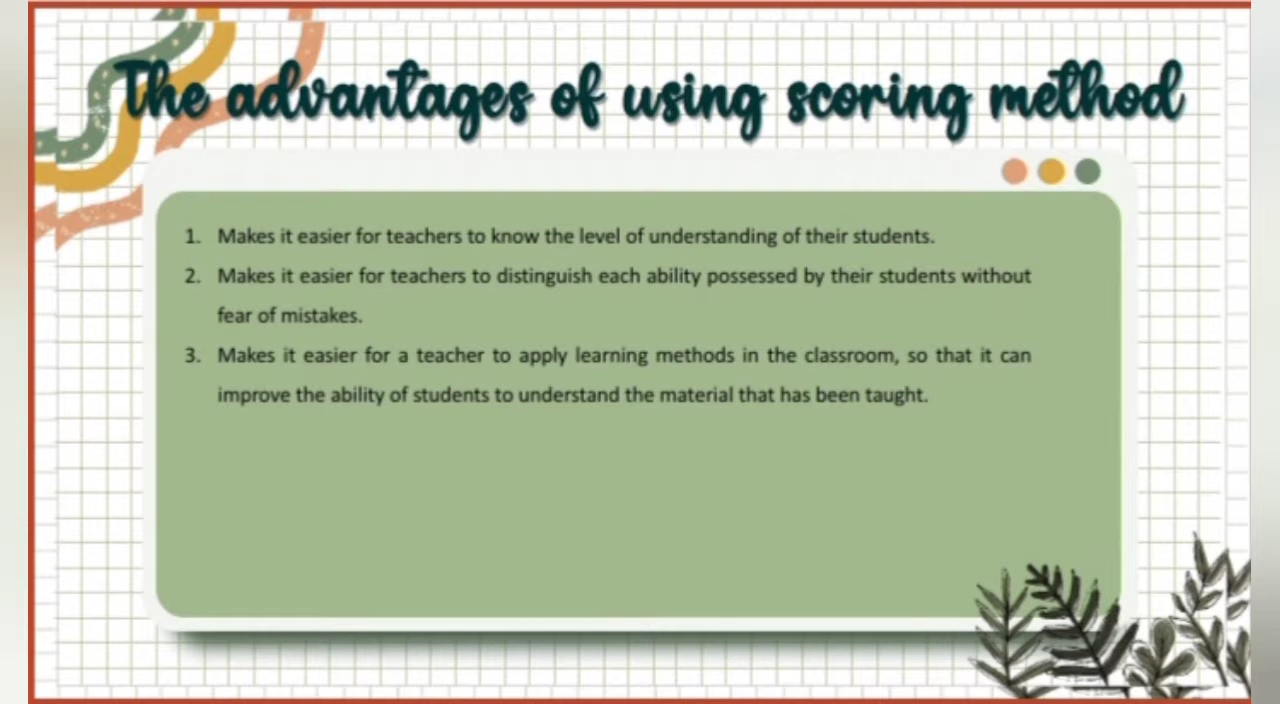 The advantages of using scoring method
1. Makes it easier for teachers to know the level of understanding of their students.
2. Makes it easier for teachers to distinguish each ability possessed by their students without
fear of mistakes.
3. Makes it easier for a teacher to apply learning methods in the classroom, so that it can
improve the ability of students to understand the material that has been taught.